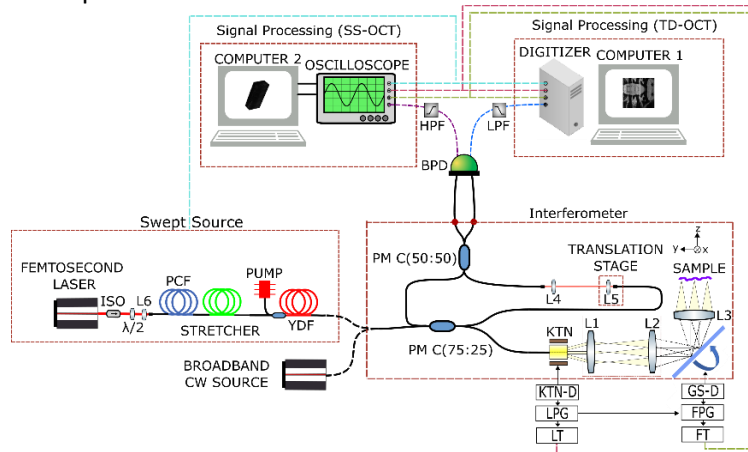 Signal Processing (SS-OCT)
Signal Processing (TD-OCT)
COMPUTER 2
OSCILLOSCOPE
DIGITIZER
COMPUTER 1
HPF
LPF
BPD
Swept Source
Interferometer
FEMTOSECOND
LASER
ISO
L6
λ/2
PCF
STRETCHER
PUMP
YDF
PM C(50:50)
TRANSLATION
STAGE
L4
L5
z
y
x
SAMPLE
L3
PM C(75:25)
KTN
L1
L2
BROADBAND
CW SOURCE
KTN-D
GS-D
LPG
FPG
LT
FT